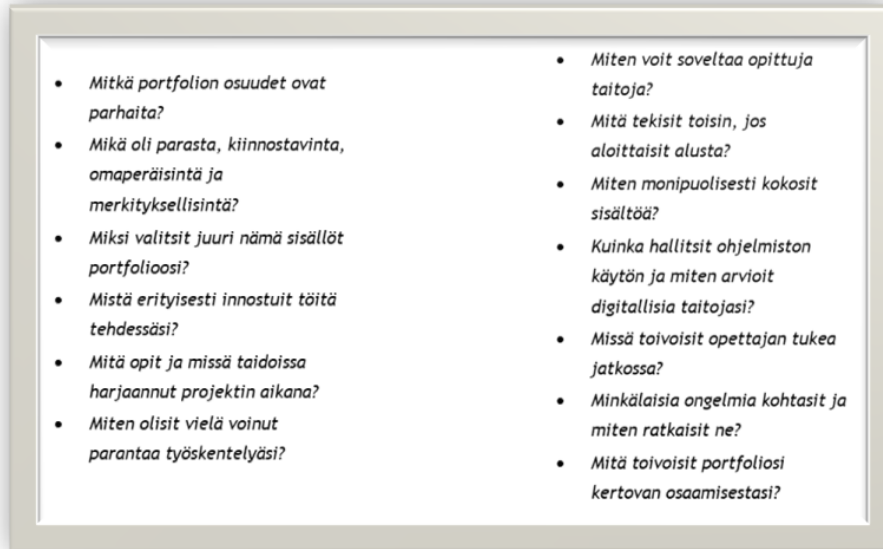 • Mitkä portfolion osuudet ovat
parhaita?
• Mikä oli parasta, kiinnostavinta,
omaperäisintä ja
merkityksellisintä?
• Miksi valitsit juuri nämä sisällöt
portfolioosi?
• Mistä erityisesti innostuit töitä
tehdessäsi?
• Mitä opit ja missä taidoissa
harjaannut projektin aikana?
• Miten olisit vielä voinut
parantaa työskentelyäsi?
• Miten voit soveltaa opittuja
taitoja?
• Mitä tekisit toisin, jos
aloittaisit alusta?
• Miten monipuolisesti kokosit
sisältöä?
• Kuinka hallitsit ohjelmiston
käytön ja miten arvioit
digitallisia taitojasi?
• Missä toivoisit opettajan tukea
jatkossa?
• Minkälaisia ongelmia kohtasit ja
miten ratkaisit ne?
• Mitä toivoisit portfoliosi
kertovan osaamisestasi?